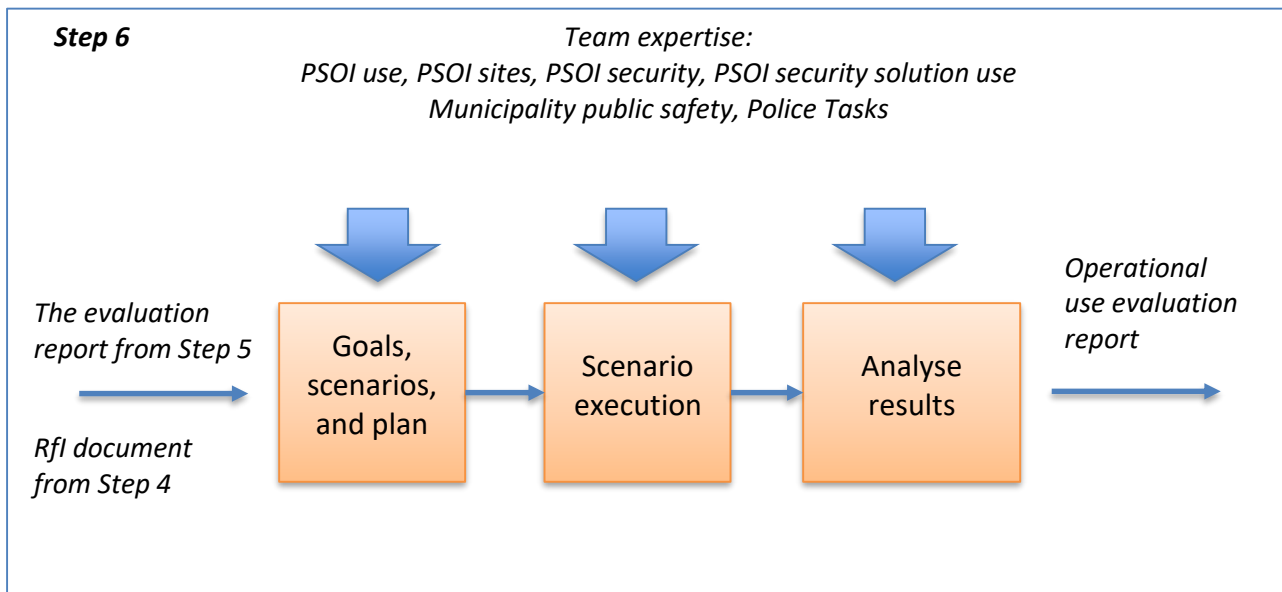 Step 6
Team expertise:
PSOI use, PSOI sites, PSOI security, PSOI security solution use
Municipality public safety, Police Tasks
The evaluation
report from Step 5
RfI document
from Step 4
Goals,
scenarios,
and plan
Scenario
execution
Analyse
results
Operational
use evaluation
report